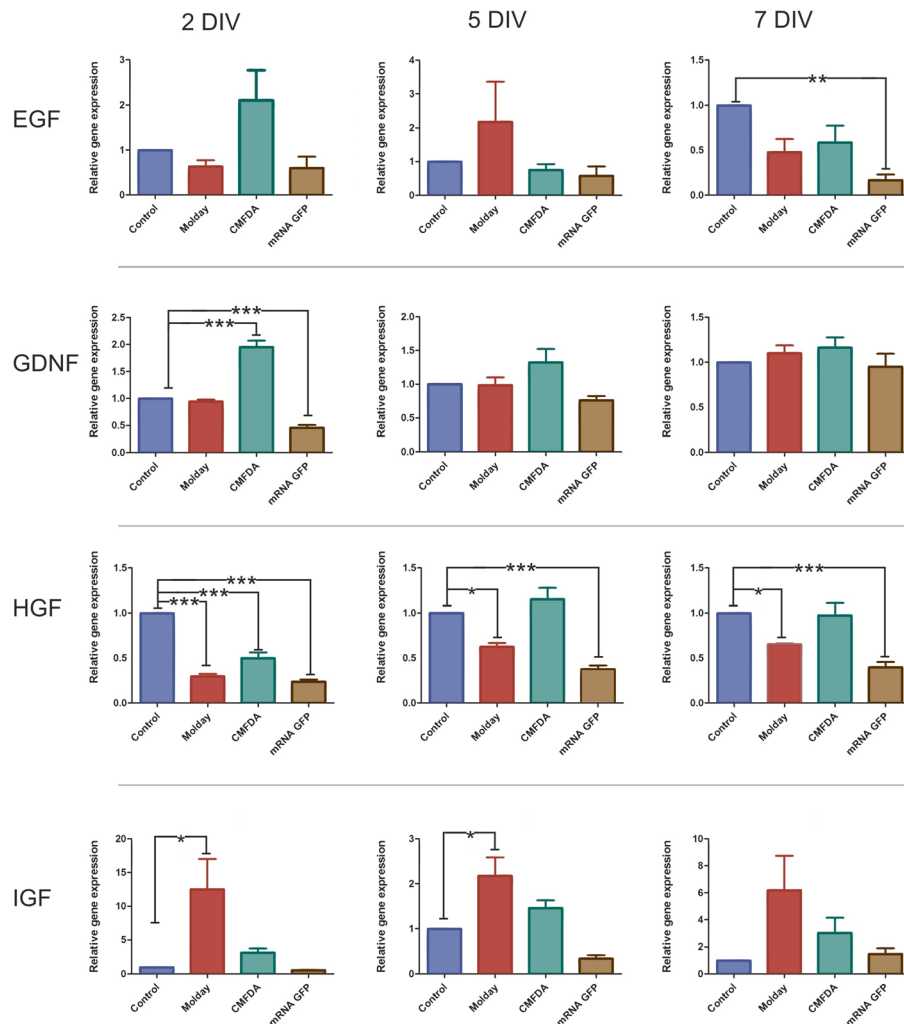 2 DIV 5 DIV 7 DIV
EGF
Relative gene expression
3
2
1
0
Control Molday CMFDA mRNA GFP
Relative gene expression
4
3
2
1
0
Control Molday CMFDA mRNA GFP
Relative gene expression
1.5
1.0
0.5
0.0
**
Control Molday CMFDA mRNA GFP
GDNF
Relative gene expression
2.5
2.0
1.5
1.0
0.5
0.0
***
***
Control Molday CMFDA mRNA GFP
Relative gene expression
2.0
1.5
1.0
0.5
0.0
Control Molday CMFDA mRNA GFP
Relative gene expression
1.5
1.0
0.5
0.0
Control Molday CMFDA mRNA GFP
HGF
Relative gene expression
1.5
1.0
0.5
0.0
***
***
***
Control Molday CMFDA mRNA GFP
Relative gene expression
1.5
1.0
0.5
0.0
***
*
Control Molday CMFDA mRNA GFP
Relative gene expression
1.5
1.0
0.5
0.0
***
*
Control Molday CMFDA mRNA GFP
IGF
Relative gene expression
20
15
10
5
0
*
Control Molday CMFDA mRNA GFP
Relative gene expression
3
2
1
0
*
Control Molday CMFDA mRNA GFP
Relative gene expression
10
8
6
4
2
0
Control Molday CMFDA mRNA GFP